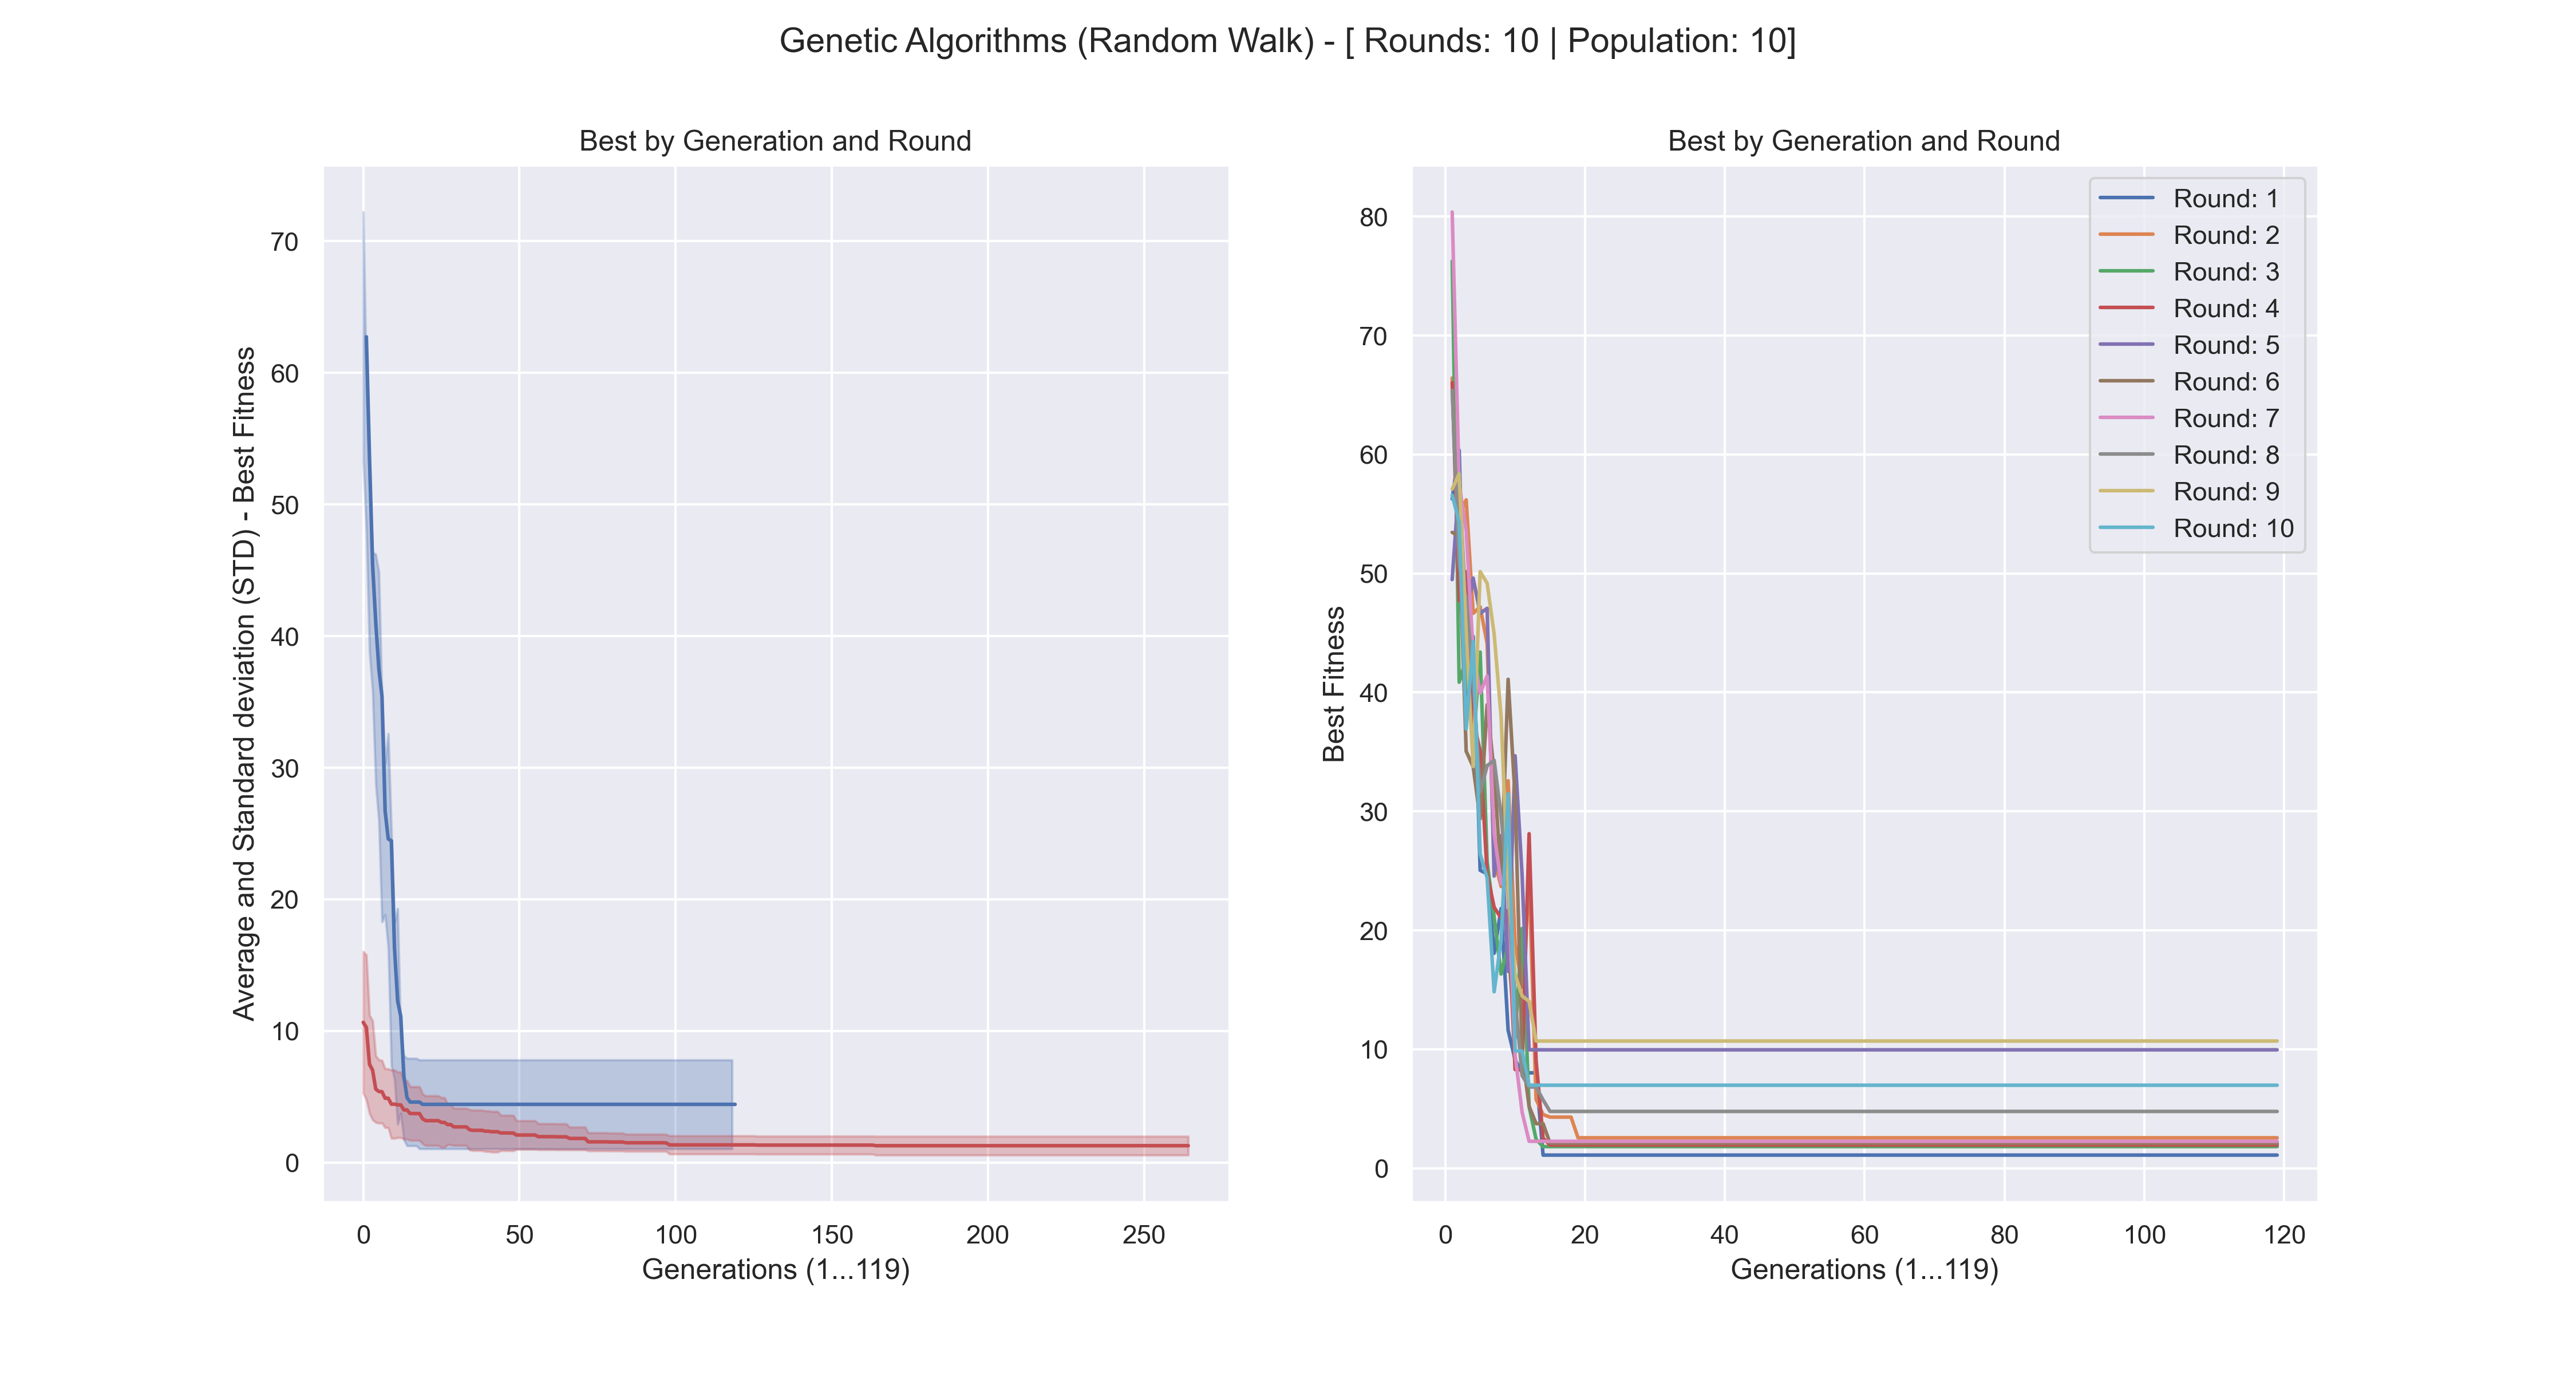 Genetic Algorithms (Random Walk) - [ Rounds: 10 | Population: 10]
Best by Generation and Round
70
60
50
40
30
20
10
0
Average and Standard deviation (STD) - Best Fitness
0 50 100 150 200 250
Generations (1...119)
Best by Generation and Round
80
70
60
50
40
30
20
10
0
Best Fitness
0 20 40 60 80 100 120
Generations (1...119)
Round: 1
Round: 2
Round: 3
Round: 4
Round: 5
Round: 6
Round: 7
Round: 8
Round: 9
Round: 10